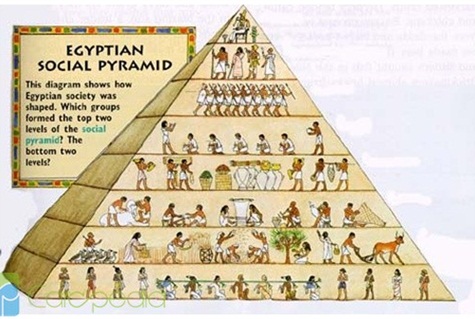 EGYPTIAN
SOCIAL PYRAMID
This diagram shows how
Egyptian society was
shaped. Which groups
formed the top two
levels of the social
pyramid? The
bottom two
levels?